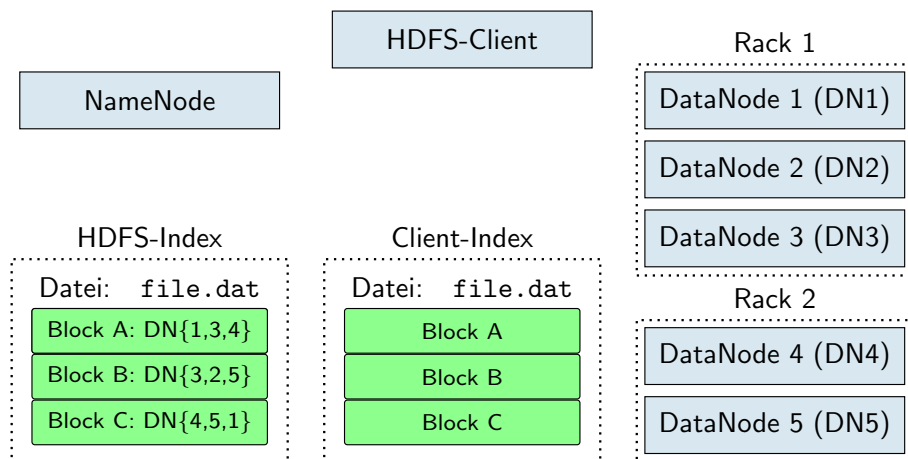 HDFS-Client
NameNode
Rack 1
DataNode 1 (DN1)
DataNode 2 (DN2)
DataNode 3 (DN3)
HDFS-Index
Datei: file.dat
Block A: DN{1,3,4}
Block B: DN{3,2,5}
Block C: DN{4,5,1}
Client-Index
Datei: file.dat
Block A
Block B
Block C
Rack 2
DataNode 4 (DN4)
DataNode 5 (DN5)